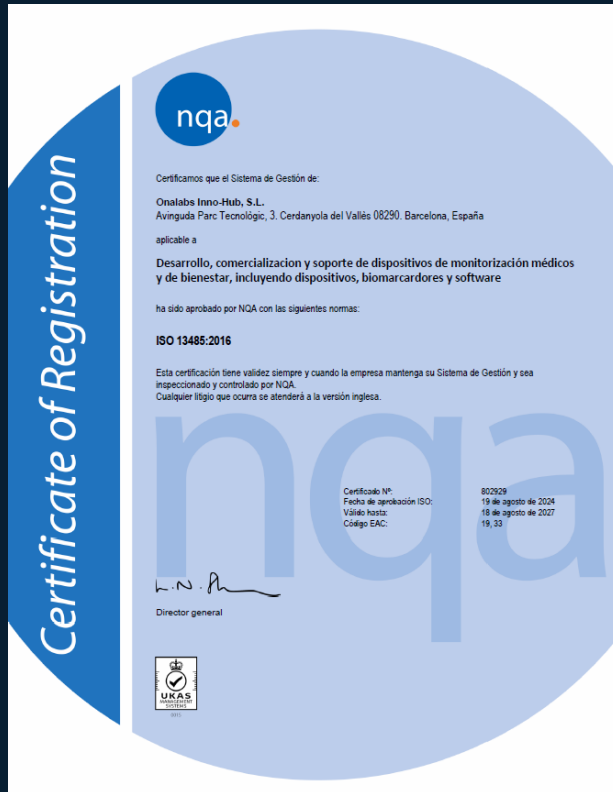 Certificate of Registration
nqa.
Certificamos que el Sistema de Gestión de:
Onalabs Inno-Hub, S.L.
Avinguda Parc Tecnològic, 3. Cerdanyola del Vallès 08290. Barcelona, España
aplicable a
Desarrollo, comercializacion y soporte de dispositivos de monitorización médicos
y de bienestar, incluyendo dispositivos, biomarcardores y software
ha sido aprobado por NQA con las siguientes normas:
ISO 13485:2016
Esta certificación tiene validez siempre y cuando la empresa mantenga su Sistema de Gestión y sea
inspeccionado y controlado por NQA.
Cualquier litigio que ocurra se atenderá a la versión inglesa.
nqa
Certificado Nº: 802929
Fecha de aprobación ISO: 19 de agosto de 2024
Válido hasta: 18 de agosto de 2027
Código EAC: 19, 33
Director general
UKAS
MANAGEMENT
SYSTEMS